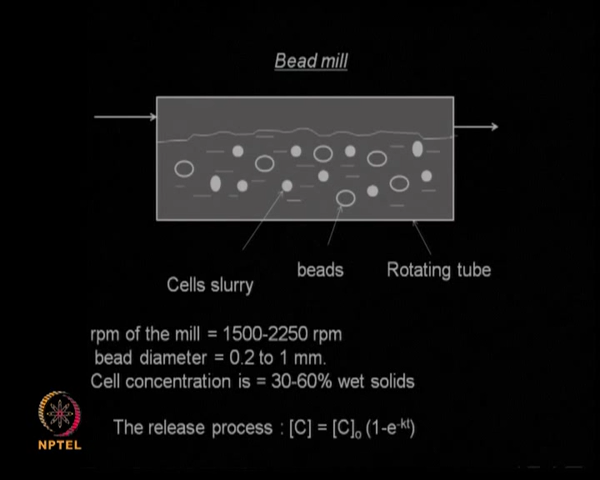 Bead mill
Cells slurry
beads
Rotating tube
rpm of the mill = 1500-2250 rpm
bead diameter = 0.2 to 1 mm.
Cell concentration is = 30-60% wet solids
The release process : [C] = [C]₀ (1-e⁻ᵏᵗ)
NPTEL